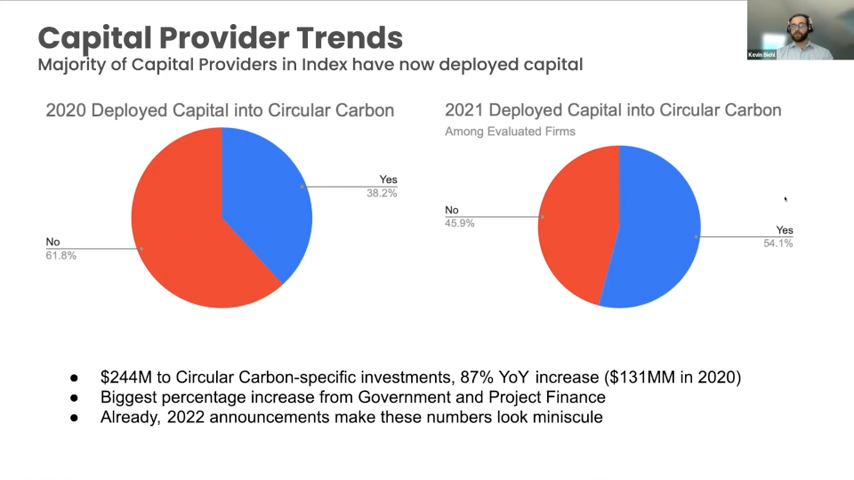 Capital Provider Trends
Majority of Capital Providers in Index have now deployed capital
Kevin Biehl
2020 Deployed Capital into Circular Carbon
Yes
38.2%
No
61.8%
2021 Deployed Capital into Circular Carbon
Among Evaluated Firms
No
45.9%
Yes
54.1%
● $244M to Circular Carbon-specific investments, 87% YoY increase ($131MM in 2020)
● Biggest percentage increase from Government and Project Finance
● Already, 2022 announcements make these numbers look miniscule